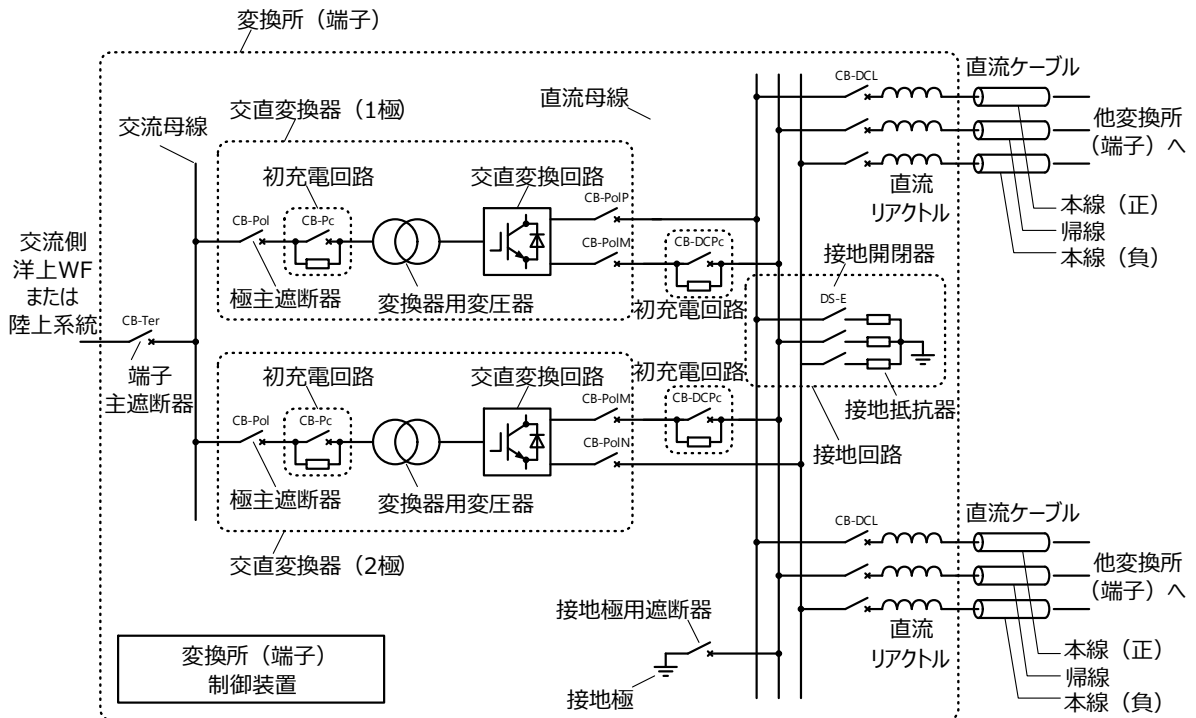 変換所（端子）
直流ケーブル
CB-DCL
交直変換器（1極）
直流母線
交流母線
他変換所
（端子）へ
初充電回路
交直変換回路
CB-Pol
CB-Pc
CB-PolP
CB-PolM
CB-DCPc
直流
リアクトル
本線（正）
帰線
本線（負）
接地開閉器
交流側
洋上WF
または
陸上系統
極主遮断器
変換器用変圧器
初充電回路
DS-E
CB-Ter
端子
主遮断器
初充電回路
交直変換回路
初充電回路
接地抵抗器
CB-Pol
CB-Pc
CB-PolM
CB-DCPc
CB-PolN
接地回路
極主遮断器
変換器用変圧器
直流ケーブル
CB-DCL
交直変換器（2極）
他変換所
（端子）へ
接地極用遮断器
直流
リアクトル
変換所（端子）
制御装置
接地極
本線（正）
帰線
本線（負）